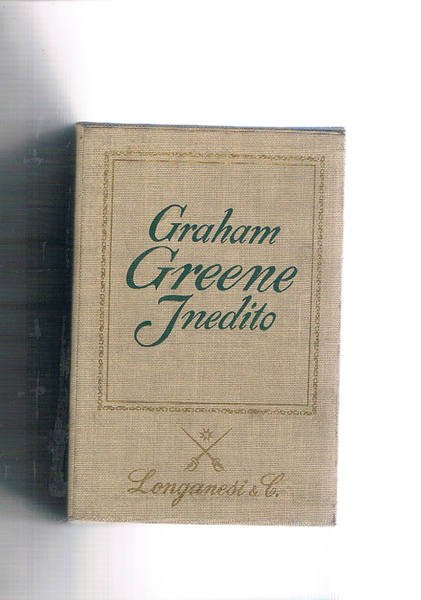 Graham
Greene
Inedito
Longanesi & C.